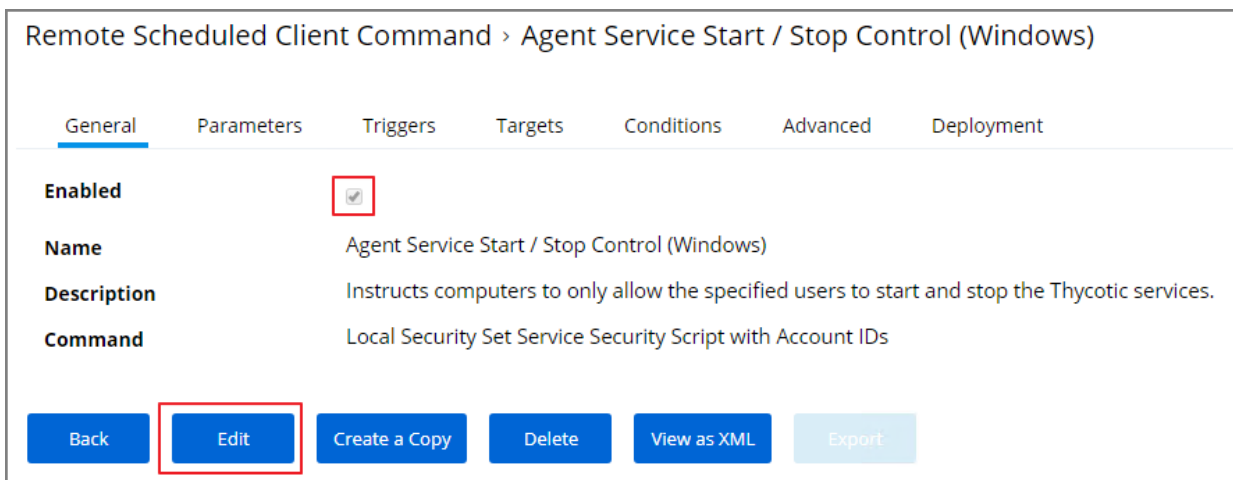 Remote Scheduled Client Command › Agent Service Start / Stop Control (Windows)
General Parameters Triggers Targets Conditions Advanced Deployment
Enabled
Name Agent Service Start / Stop Control (Windows)
Description Instructs computers to only allow the specified users to start and stop the Thycotic services.
Command Local Security Set Service Security Script with Account IDs
Back Edit Create a Copy Delete View as XML Export